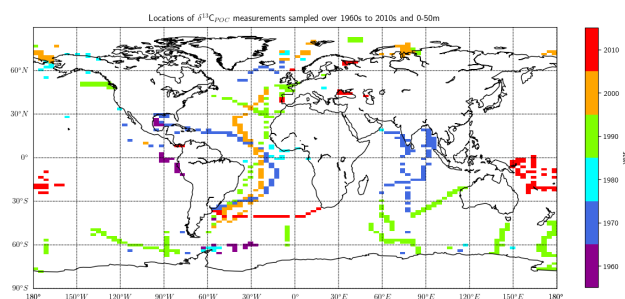 Locations of δ¹³C_POC measurements sampled over 1960s to 2010s and 0-50m
60°N
30°N
0°
30°S
60°S
90°S
180°
150°W
120°W
90°W
60°W
30°W
0°
30°E
60°E
90°E
120°E
150°E
180°
2010
2000
1990
1980
1970
1960